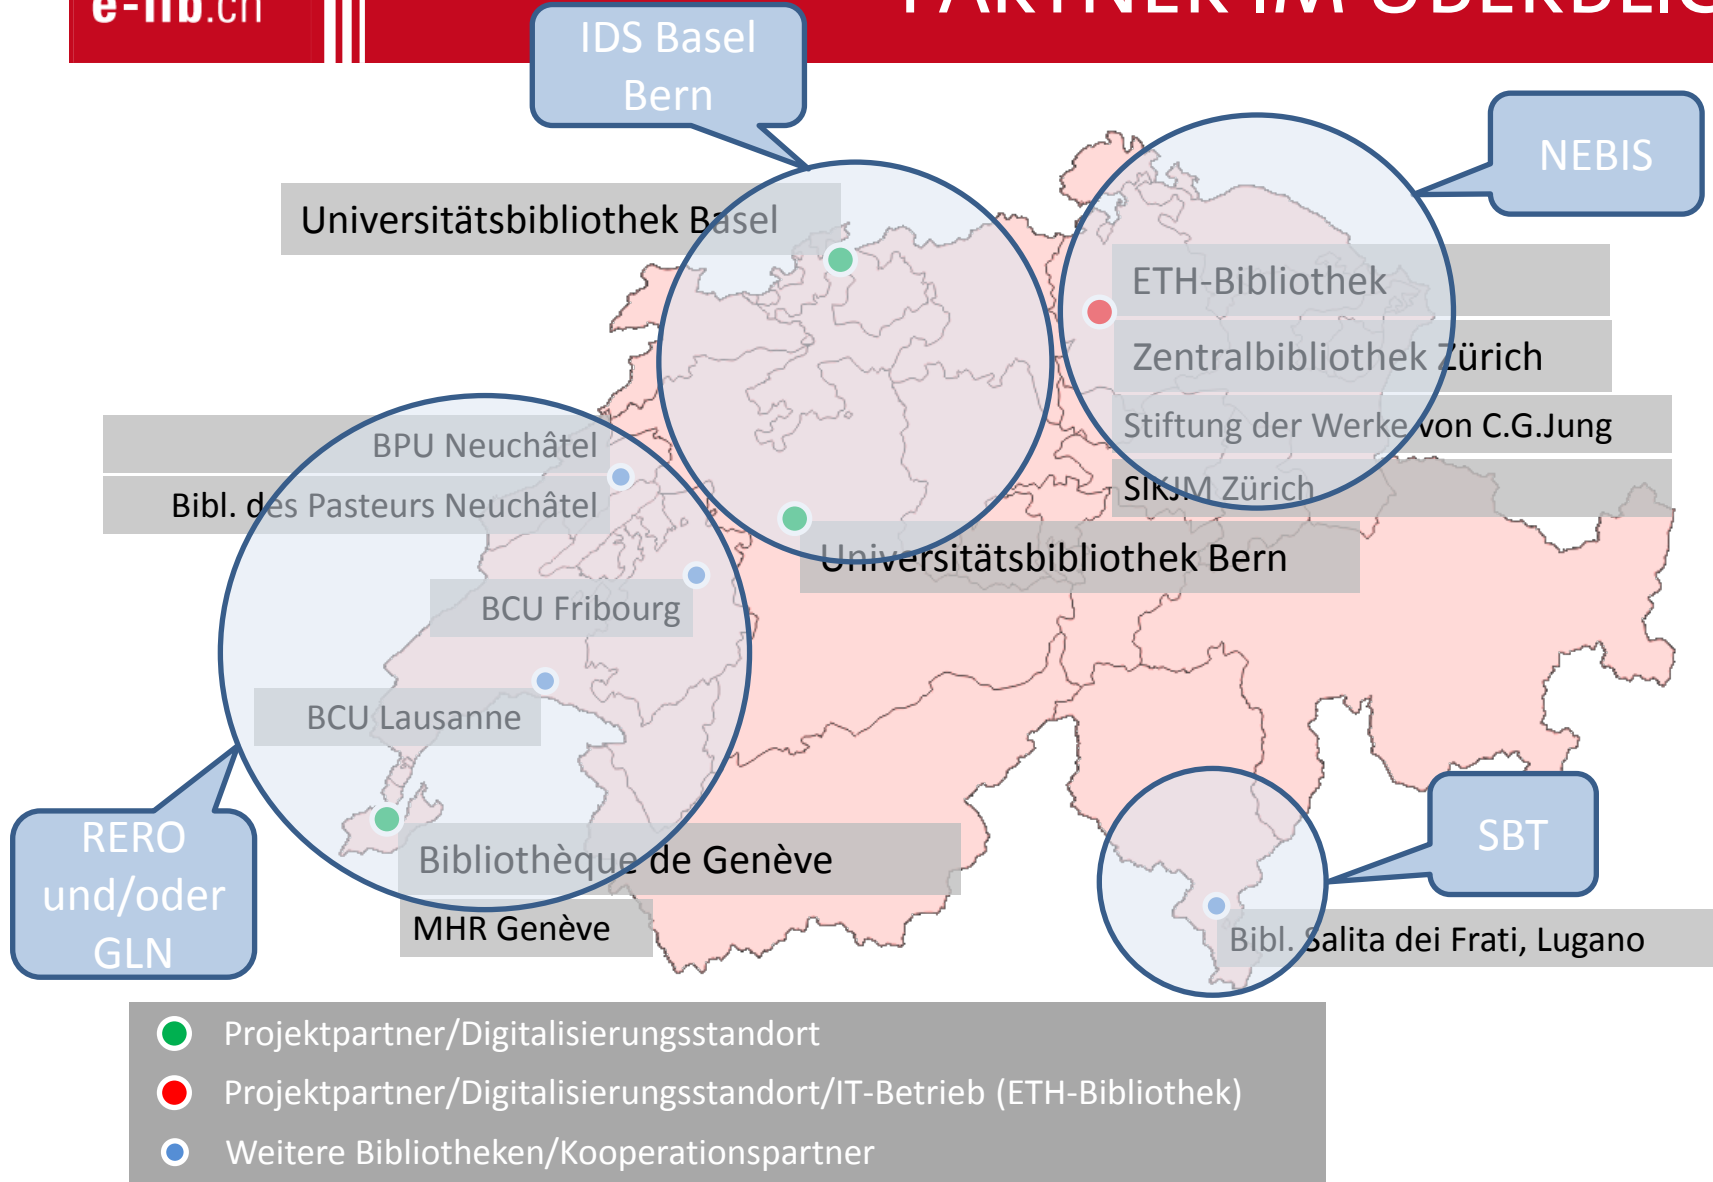 e-lib.ch
PARTNER IM ÜBERBLICK
IDS Basel
Bern
NEBIS
Universitätsbibliothek Basel
ETH-Bibliothek
Zentralbibliothek Zürich
Stiftung der Werke von C.G.Jung
SIKJM Zürich
BPU Neuchâtel
Bibl. des Pasteurs Neuchâtel
Universitätsbibliothek Bern
BCU Fribourg
BCU Lausanne
RERO
und/oder
GLN
Bibliothèque de Genève
MHR Genève
SBT
Bibl. Salita dei Frati, Lugano
Projektpartner/Digitalisierungsstandort
Projektpartner/Digitalisierungsstandort/IT-Betrieb (ETH-Bibliothek)
Weitere Bibliotheken/Kooperationspartner